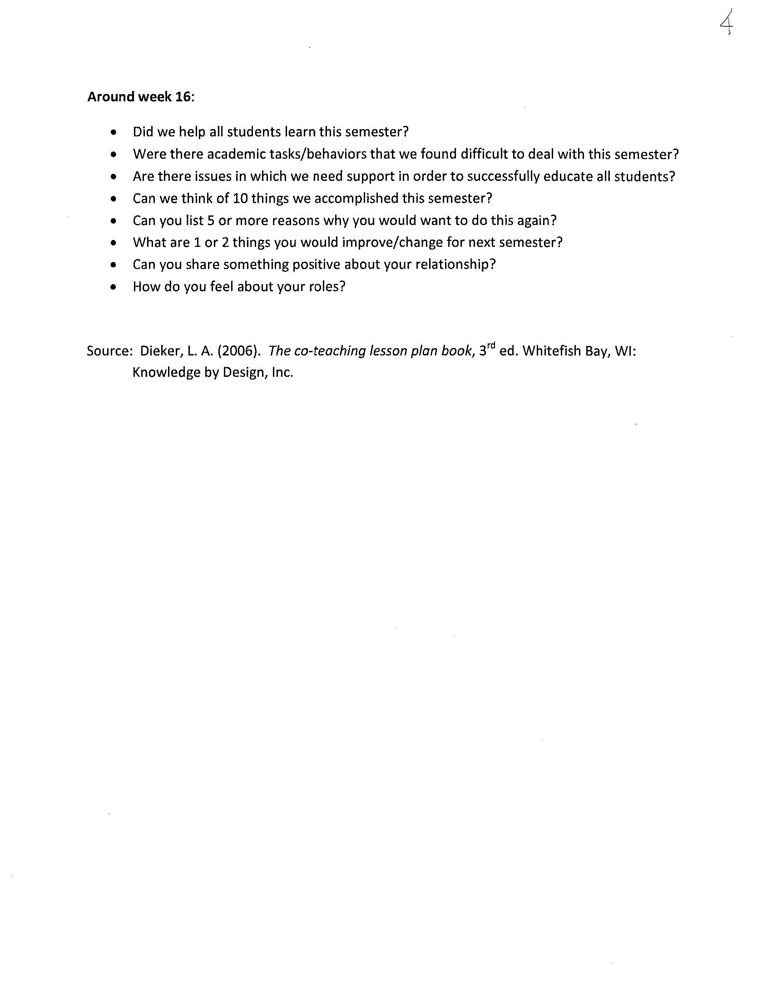 4
Around week 16:
• Did we help all students learn this semester?
• Were there academic tasks/behaviors that we found difficult to deal with this semester?
• Are there issues in which we need support in order to successfully educate all students?
• Can we think of 10 things we accomplished this semester?
• Can you list 5 or more reasons why you would want to do this again?
• What are 1 or 2 things you would improve/change for next semester?
• Can you share something positive about your relationship?
• How do you feel about your roles?
Source: Dieker, L. A. (2006). The co-teaching lesson plan book, 3rd ed. Whitefish Bay, WI:
Knowledge by Design, Inc.